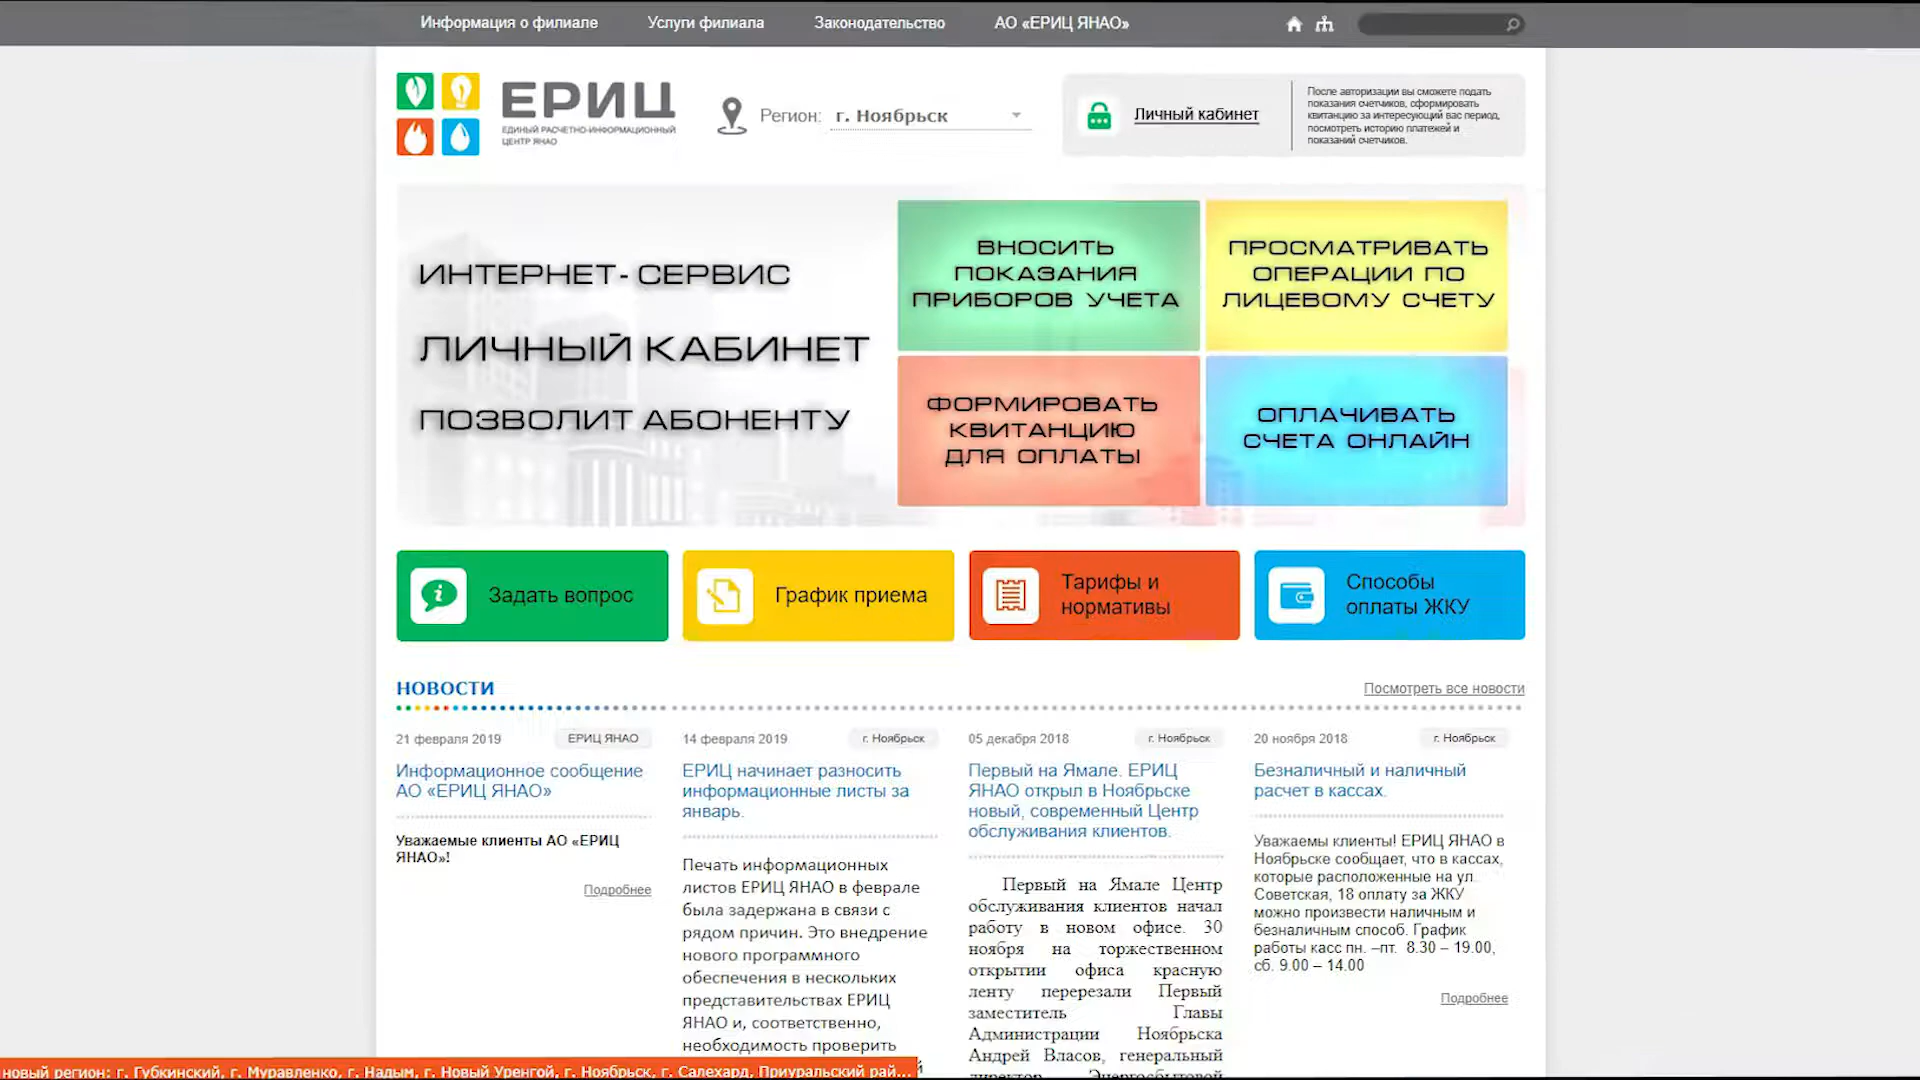 Информация о филиале
Услуги филиала
Законодательство
АО «ЕРИЦ ЯНАО»
ЕРИЦ
ЕДИНЫЙ РАСЧЕТНО-ИНФОРМАЦИОННЫЙ
ЦЕНТР ЯНАО
Регион: г. Ноябрьск
Личный кабинет
После авторизации вы сможете подать
показания счетчиков, сформировать
квитанцию за интересующий вас период,
посмотреть историю платежей и
показаний счетчиков.
ИНТЕРНЕТ- СЕРВИС
ЛИЧНЫЙ КАБИНЕТ
ПОЗВОЛИТ АБОНЕНТУ
ВНОСИТЬ
ПОКАЗАНИЯ
ПРИБОРОВ УЧЕТА
ПРОСМАТРИВАТЬ
ОПЕРАЦИИ ПО
ЛИЦЕВОМУ СЧЕТУ
ФОРМИРОВАТЬ
КВИТАНЦИЮ
ДЛЯ ОПЛАТЫ
ОПЛАЧИВАТЬ
СЧЕТА ОНЛАЙН
Задать вопрос
График приема
Тарифы и
нормативы
Способы
оплаты ЖКУ
НОВОСТИ
Посмотреть все новости
21 февраля 2019
ЕРИЦ ЯНАО
Информационное сообщение
АО «ЕРИЦ ЯНАО»
Уважаемые клиенты АО «ЕРИЦ
ЯНАО»!
Подробнее
14 февраля 2019
г. Ноябрьск
ЕРИЦ начинает разносить
информационные листы за
январь.
Печать информационных
листов ЕРИЦ ЯНАО в феврале
была задержана в связи с
рядом причин. Это внедрение
нового программного
обеспечения в нескольких
представительствах ЕРИЦ
ЯНАО и, соответственно,
необходимость проверить
05 декабря 2018
г. Ноябрьск
Первый на Ямале. ЕРИЦ
ЯНАО открыл в Ноябрьске
новый, современный Центр
обслуживания клиентов.
Первый на Ямале Центр
обслуживания клиентов начал
работу в новом офисе. 30
ноября на торжественном
открытии офиса красную
ленту перерезали Первый
заместитель Главы
Администрации Ноябрьска
Андрей Власов, генеральный
директор Энергосбытовой
20 ноября 2018
г. Ноябрьск
Безналичный и наличный
расчет в кассах.
Уважаемы клиенты! ЕРИЦ ЯНАО в
Ноябрьске сообщает, что в кассах,
которые расположенные на ул.
Советская, 18 оплату за ЖКУ
можно произвести наличным и
безналичным способ. График
работы касс пн. –пт. 8.30 – 19.00,
сб. 9.00 – 14.00
Подробнее
новый регион: г. Губкинский, г. Муравленко, г. Надым, г. Новый Уренгой, г. Ноябрьск, г. Салехард, Приуральский рай...